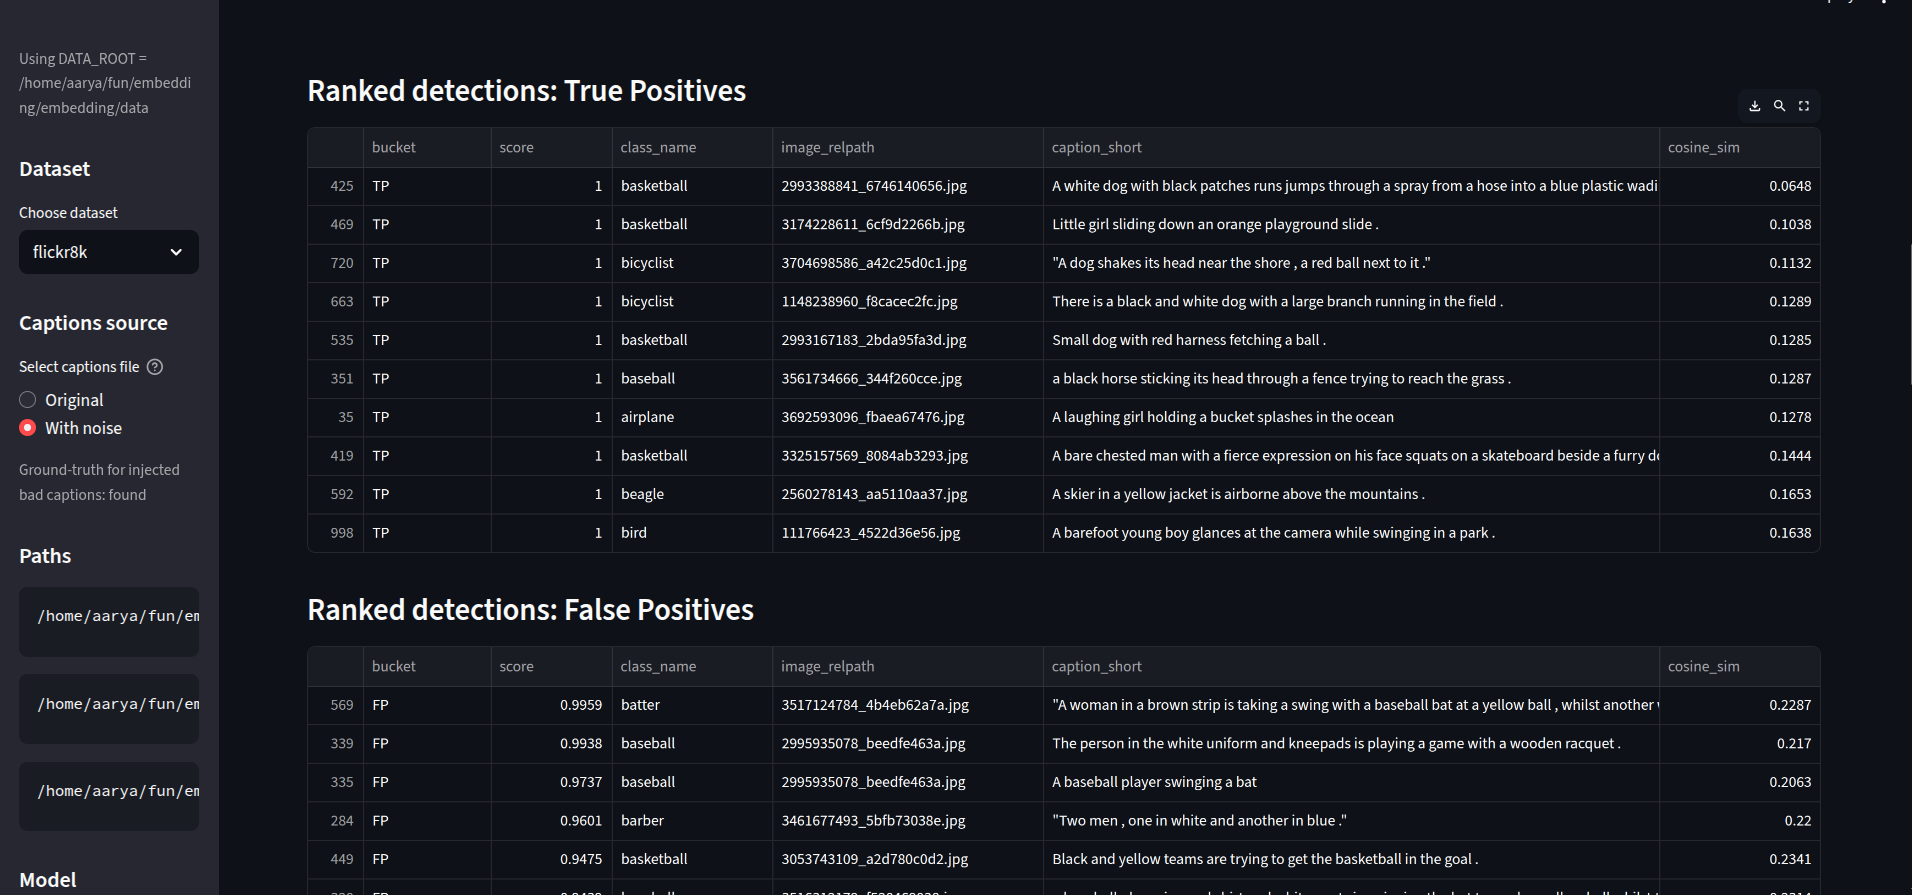 Using DATA_ROOT =
/home/aarya/fun/embeddi
ng/embedding/data
Dataset
Choose dataset
flickr8k
Captions source
Select captions file
Original
With noise
Ground-truth for injected
bad captions: found
Paths
/home/aarya/fun/em
/home/aarya/fun/em
/home/aarya/fun/em
Model
Ranked detections: True Positives
bucket score class_name image_relpath caption_short cosine_sim
425 TP 1 basketball 2993388841_6746140656.jpg A white dog with black patches runs jumps through a spray from a hose into a blue plastic wadi 0.0648
469 TP 1 basketball 3174228611_6cf9d2266b.jpg Little girl sliding down an orange playground slide . 0.1038
720 TP 1 bicyclist 3704698586_a42c25d0c1.jpg "A dog shakes its head near the shore , a red ball next to it ." 0.1132
663 TP 1 bicyclist 1148238960_f8cacec2fc.jpg There is a black and white dog with a large branch running in the field . 0.1289
535 TP 1 basketball 2993167183_2bda95fa3d.jpg Small dog with red harness fetching a ball . 0.1285
351 TP 1 baseball 3561734666_344f260cce.jpg a black horse sticking its head through a fence trying to reach the grass . 0.1287
35 TP 1 airplane 3692593096_fbaea67476.jpg A laughing girl holding a bucket splashes in the ocean 0.1278
419 TP 1 basketball 3325157569_8084ab3293.jpg A bare chested man with a fierce expression on his face squats on a skateboard beside a furry do 0.1444
592 TP 1 beagle 2560278143_aa5110aa37.jpg A skier in a yellow jacket is airborne above the mountains . 0.1653
998 TP 1 bird 111766423_4522d36e56.jpg A barefoot young boy glances at the camera while swinging in a park . 0.1638
Ranked detections: False Positives
bucket score class_name image_relpath caption_short cosine_sim
569 FP 0.9959 batter 3517124784_4b4eb62a7a.jpg "A woman in a brown strip is taking a swing with a baseball bat at a yellow ball , whilst another 0.2287
339 FP 0.9938 baseball 2995935078_beedfe463a.jpg The person in the white uniform and kneepads is playing a game with a wooden racquet . 0.217
335 FP 0.9737 baseball 2995935078_beedfe463a.jpg A baseball player swinging a bat 0.2063
284 FP 0.9601 barber 3461677493_5bfb73038e.jpg "Two men , one in white and another in blue ." 0.22
449 FP 0.9475 basketball 3053743109_a2d780c0d2.jpg Black and yellow teams are trying to get the basketball in the goal . 0.2341